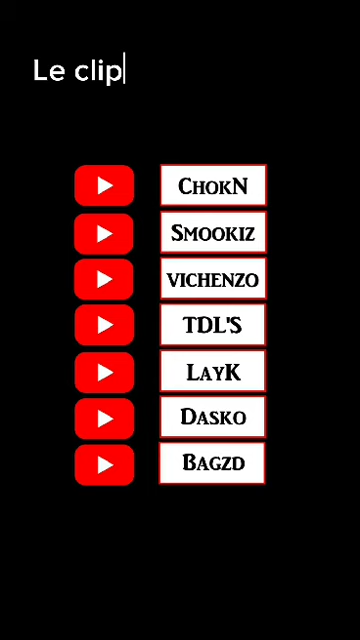 Le clip
ChokN
Smookiz
vichenzo
TDL'S
LayK
Dasko
Bagzd